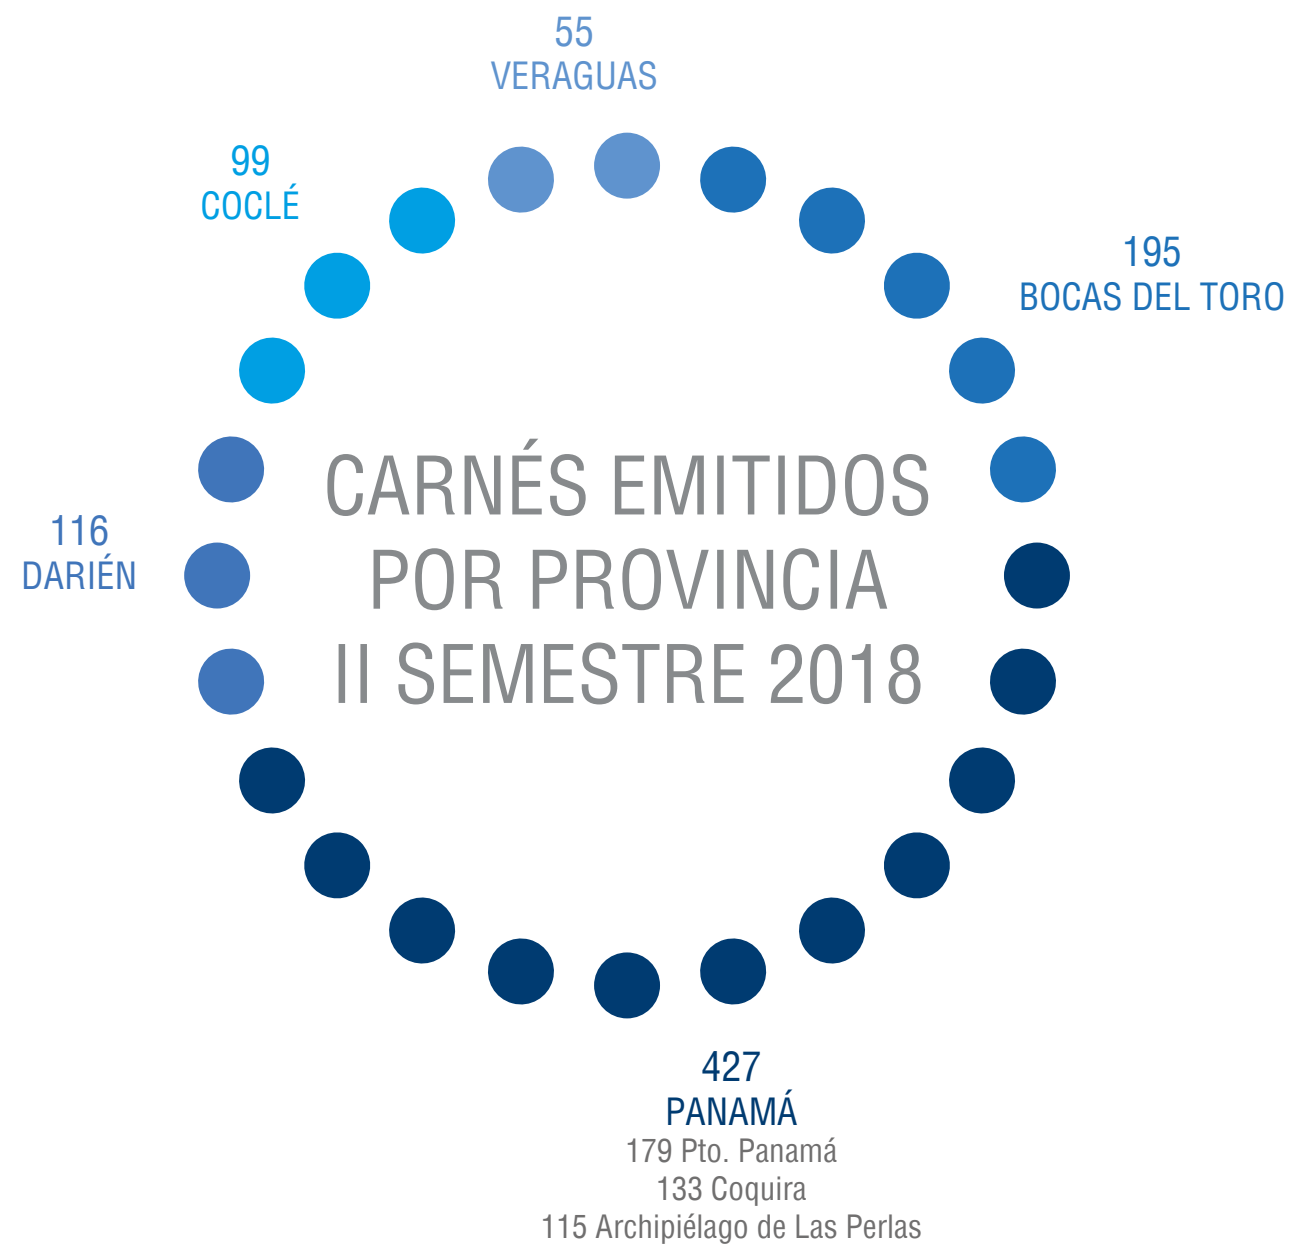 55
VERAGUAS
99
COCLÉ
195
BOCAS DEL TORO
CARNÉS EMITIDOS
POR PROVINCIA
II SEMESTRE 2018
116
DARIÉN
427
PANAMÁ
179 Pto. Panamá
133 Coquira
115 Archipiélago de Las Perlas